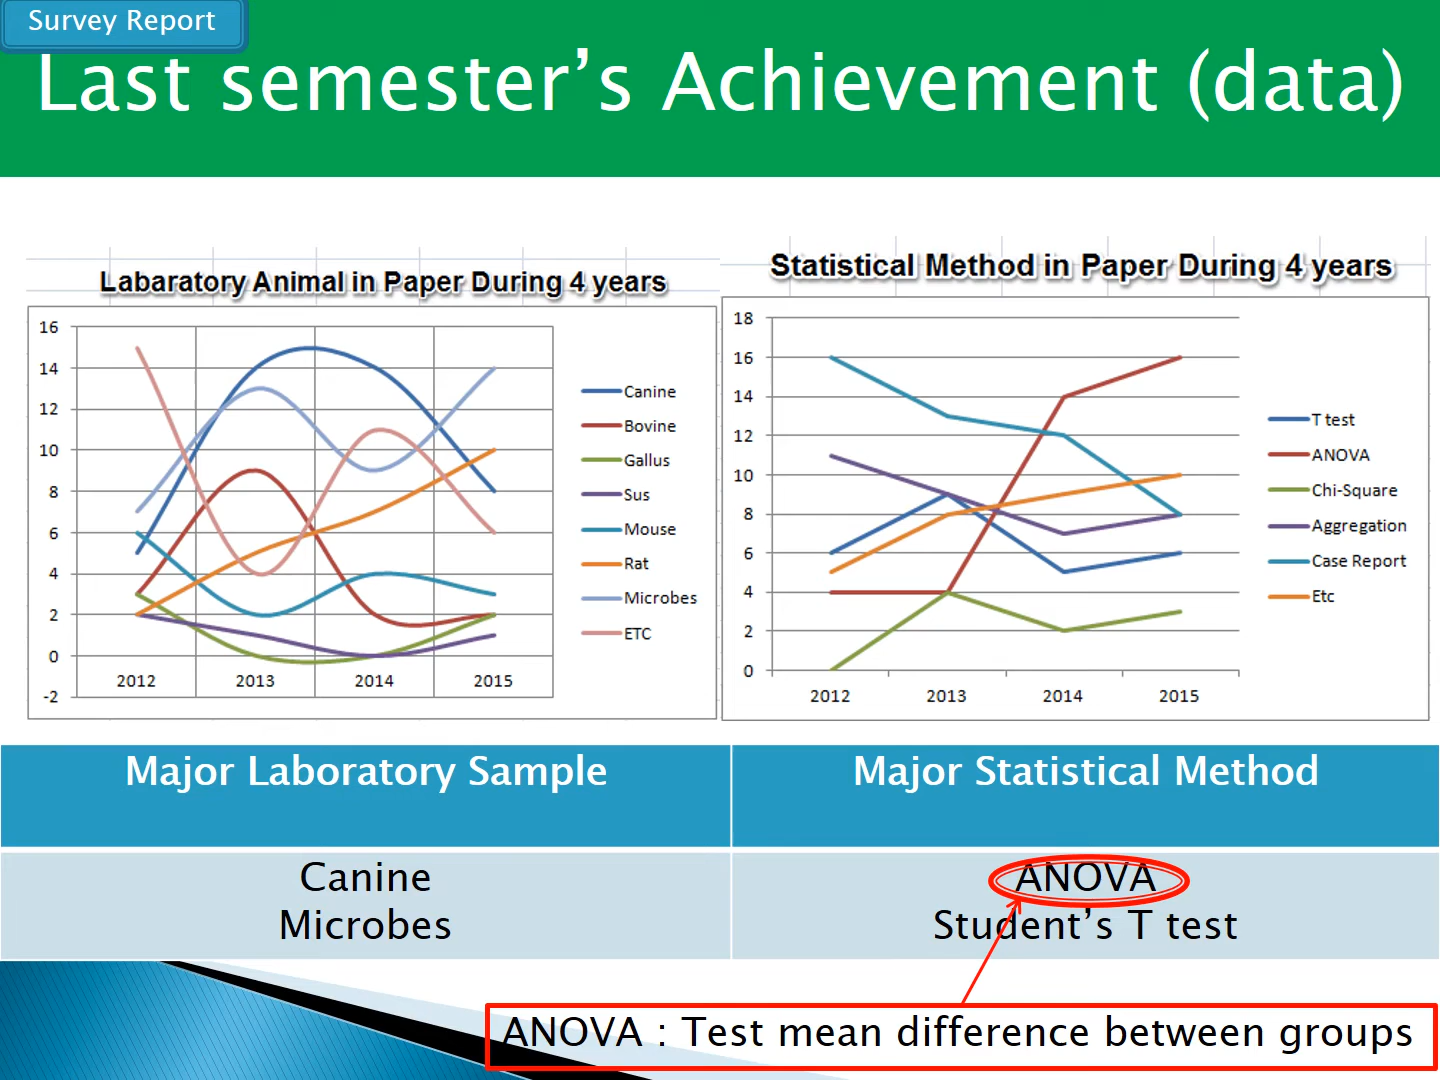 Survey Report
Last semester’s Achievement (data)
Labaratory Animal in Paper During 4 years
16
14
12
10
8
6
4
2
0
-2
2012 2013 2014 2015
Canine
Bovine
Gallus
Sus
Mouse
Rat
Microbes
ETC
Statistical Method in Paper During 4 years
18
16
14
12
10
8
6
4
2
0
2012 2013 2014 2015
T test
ANOVA
Chi-Square
Aggregation
Case Report
Etc
Major Laboratory Sample
Major Statistical Method
Canine
Microbes
ANOVA
Student’s T test
ANOVA : Test mean difference between groups